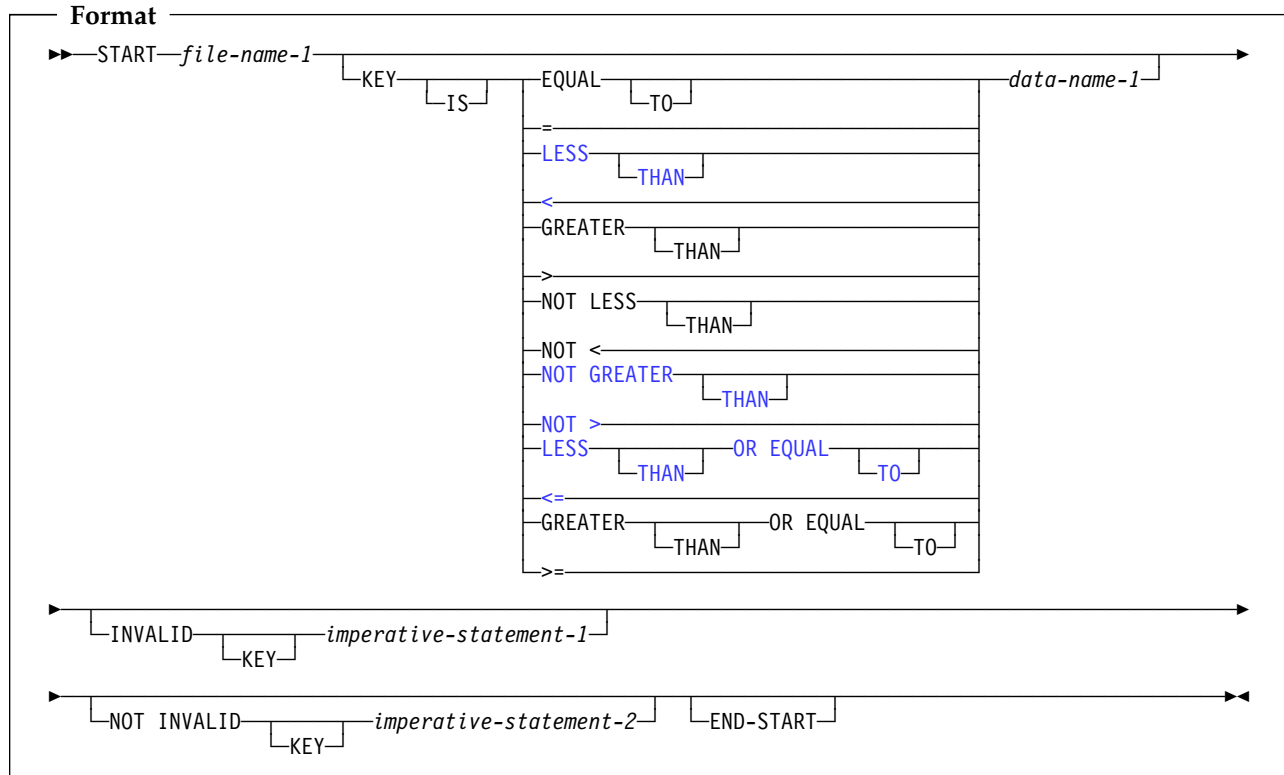 Format
START file-name-1
KEY EQUAL data-name-1
IS TO
=
LESS
THAN
<
GREATER
THAN
>
NOT LESS
THAN
NOT <
NOT GREATER
THAN
NOT >
LESS OR EQUAL
THAN TO
<=
GREATER OR EQUAL
THAN TO
>=
INVALID imperative-statement-1
KEY
NOT INVALID imperative-statement-2 END-START
KEY